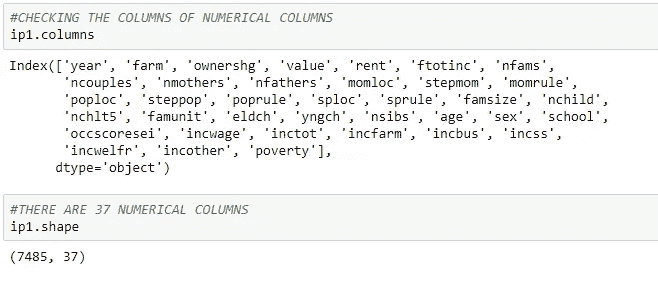 #CHECKING THE COLUMNS OF NUMERICAL COLUMNS
ip1.columns
Index(['year', 'farm', 'ownershg', 'value', 'rent', 'ftotinc', 'nfams',
'ncouples', 'nmothers', 'nfathers', 'momloc', 'stepmom', 'momrule',
'poploc', 'steppop', 'poprule', 'sploc', 'sprule', 'famsize', 'nchild',
'nchlt5', 'famunit', 'eldch', 'yngch', 'nsibs', 'age', 'sex', 'school',
'occscoresei', 'incwage', 'inctot', 'incfarm', 'incbus', 'incss',
'incwelfr', 'incother', 'poverty'],
dtype='object')
#THERE ARE 37 NUMERICAL COLUMNS
ip1.shape
(7485, 37)